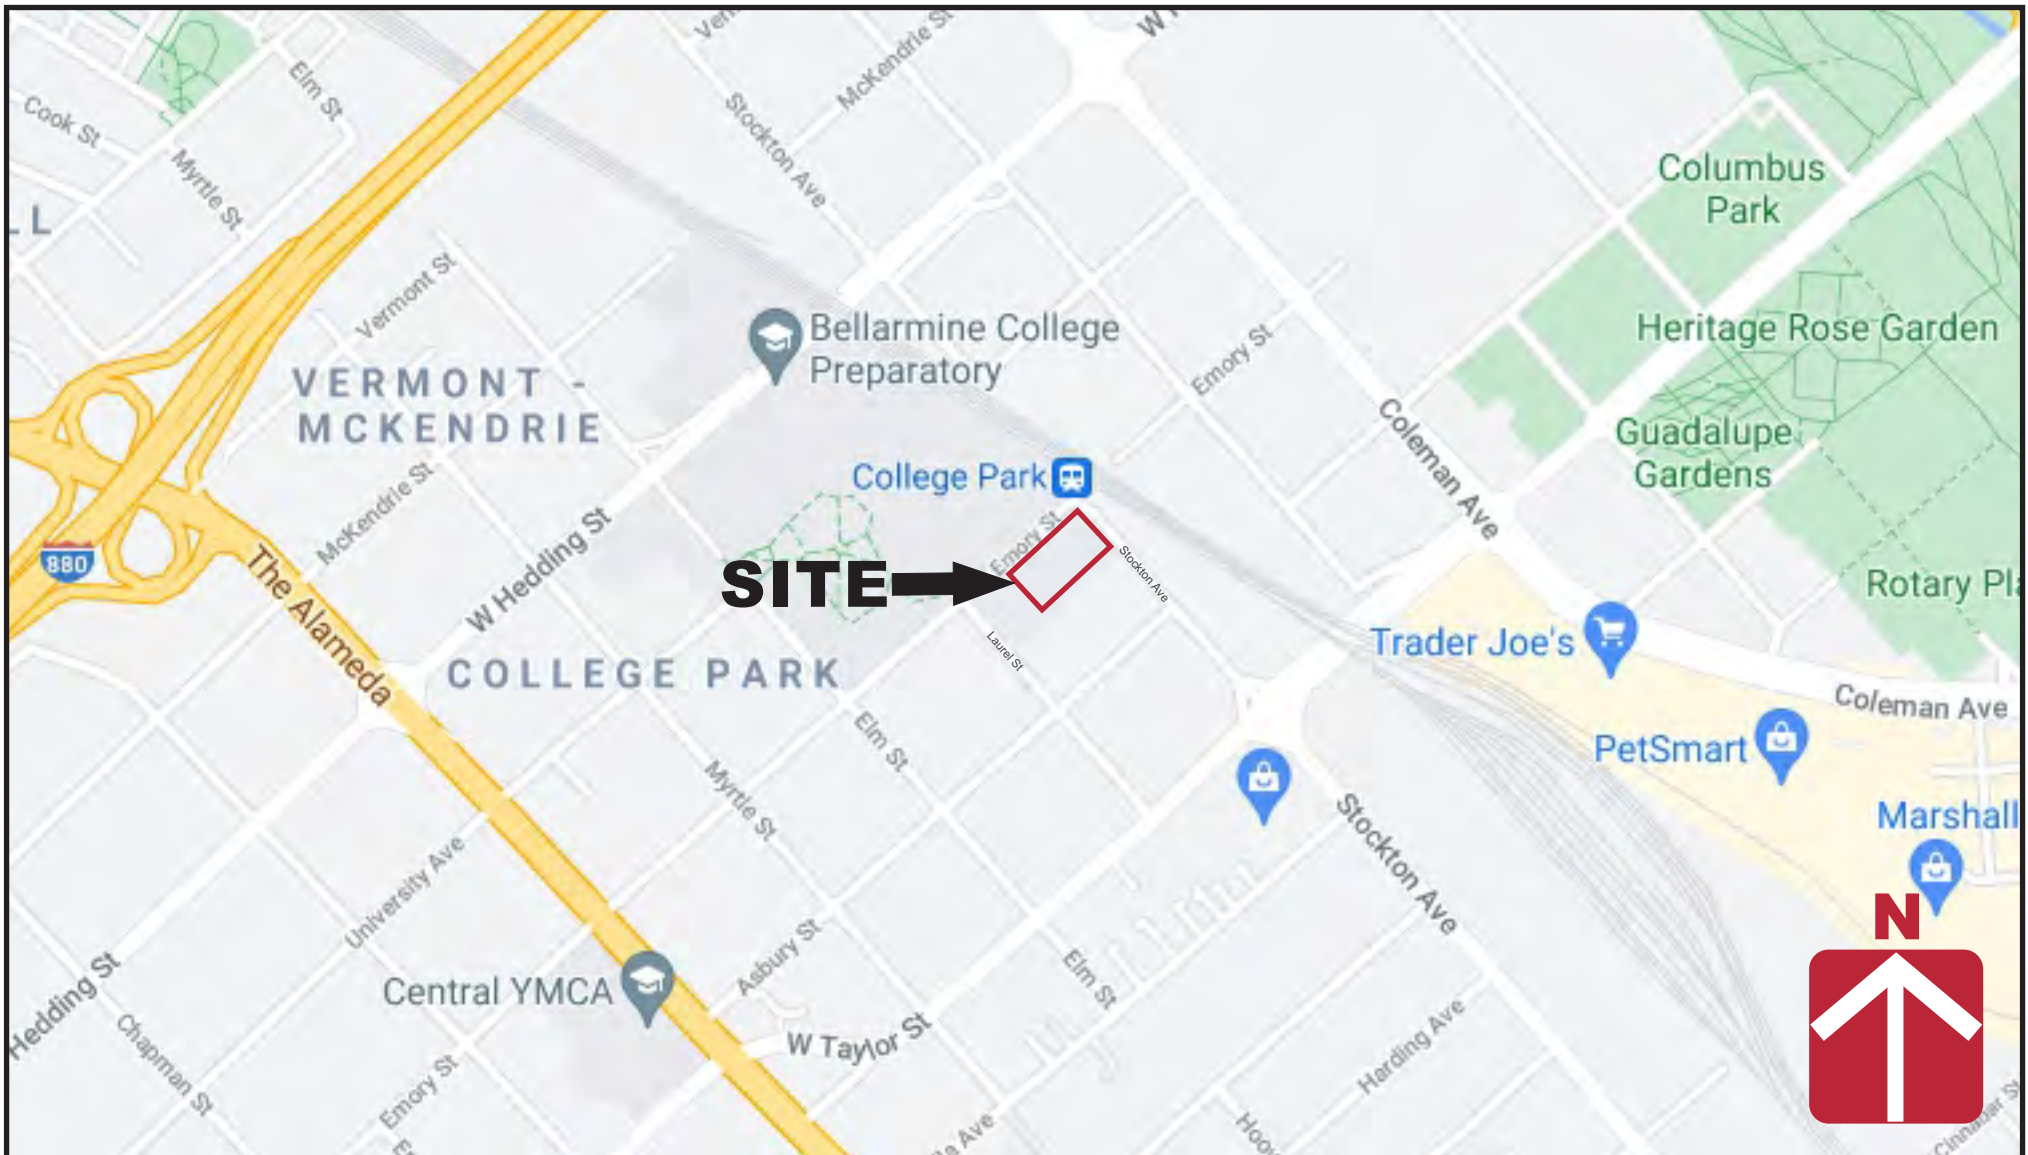 McKendrie St
Elm St
Cook St
Myrtle St
Stockton Ave
Columbus
Park
LL
Vermont St
Bellarmine College
Preparatory
Heritage Rose Garden
Emory St
VERMONT -
MCKENDRIE
Coleman Ave
Guadalupe
Gardens
McKendrie St
College Park
W Hedding St
Emory St
880
Stockton Ave
SITE
Rotary
The Alameda
Trader Joe's
Laurel St
COLLEGE PARK
Coleman Ave
Elm St
PetSmart
Myrtle St
Stockton Ave
Marshall
University Ave
N
Asbury St
Elm St
Central YMCA
Hedding St
W Taylor St
Harding Ave
Chapman St
Emory St
Ave
Cinnabar St